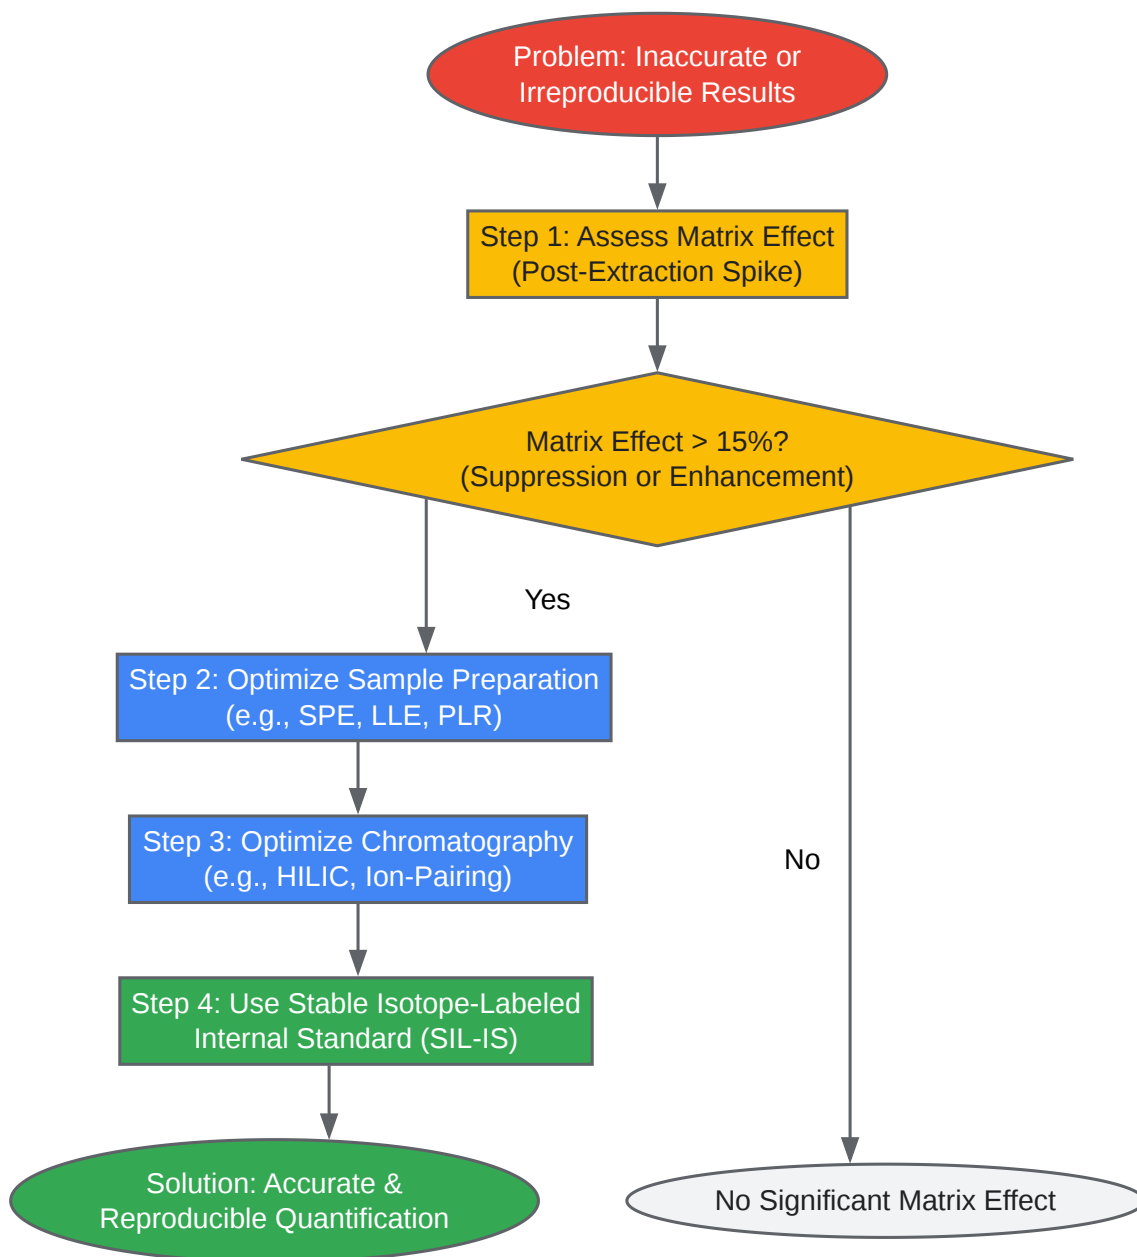 Problem: Inaccurate or
Irreproducible Results
Step 1: Assess Matrix Effect
(Post-Extraction Spike)
Matrix Effect > 15%?
(Suppression or Enhancement)
Yes
Step 2: Optimize Sample Preparation
(e.g., SPE, LLE, PLR)
Step 3: Optimize Chromatography
(e.g., HILIC, Ion-Pairing)
No
Step 4: Use Stable Isotope-Labeled
Internal Standard (SIL-IS)
Solution: Accurate &
Reproducible Quantification
No Significant Matrix Effect